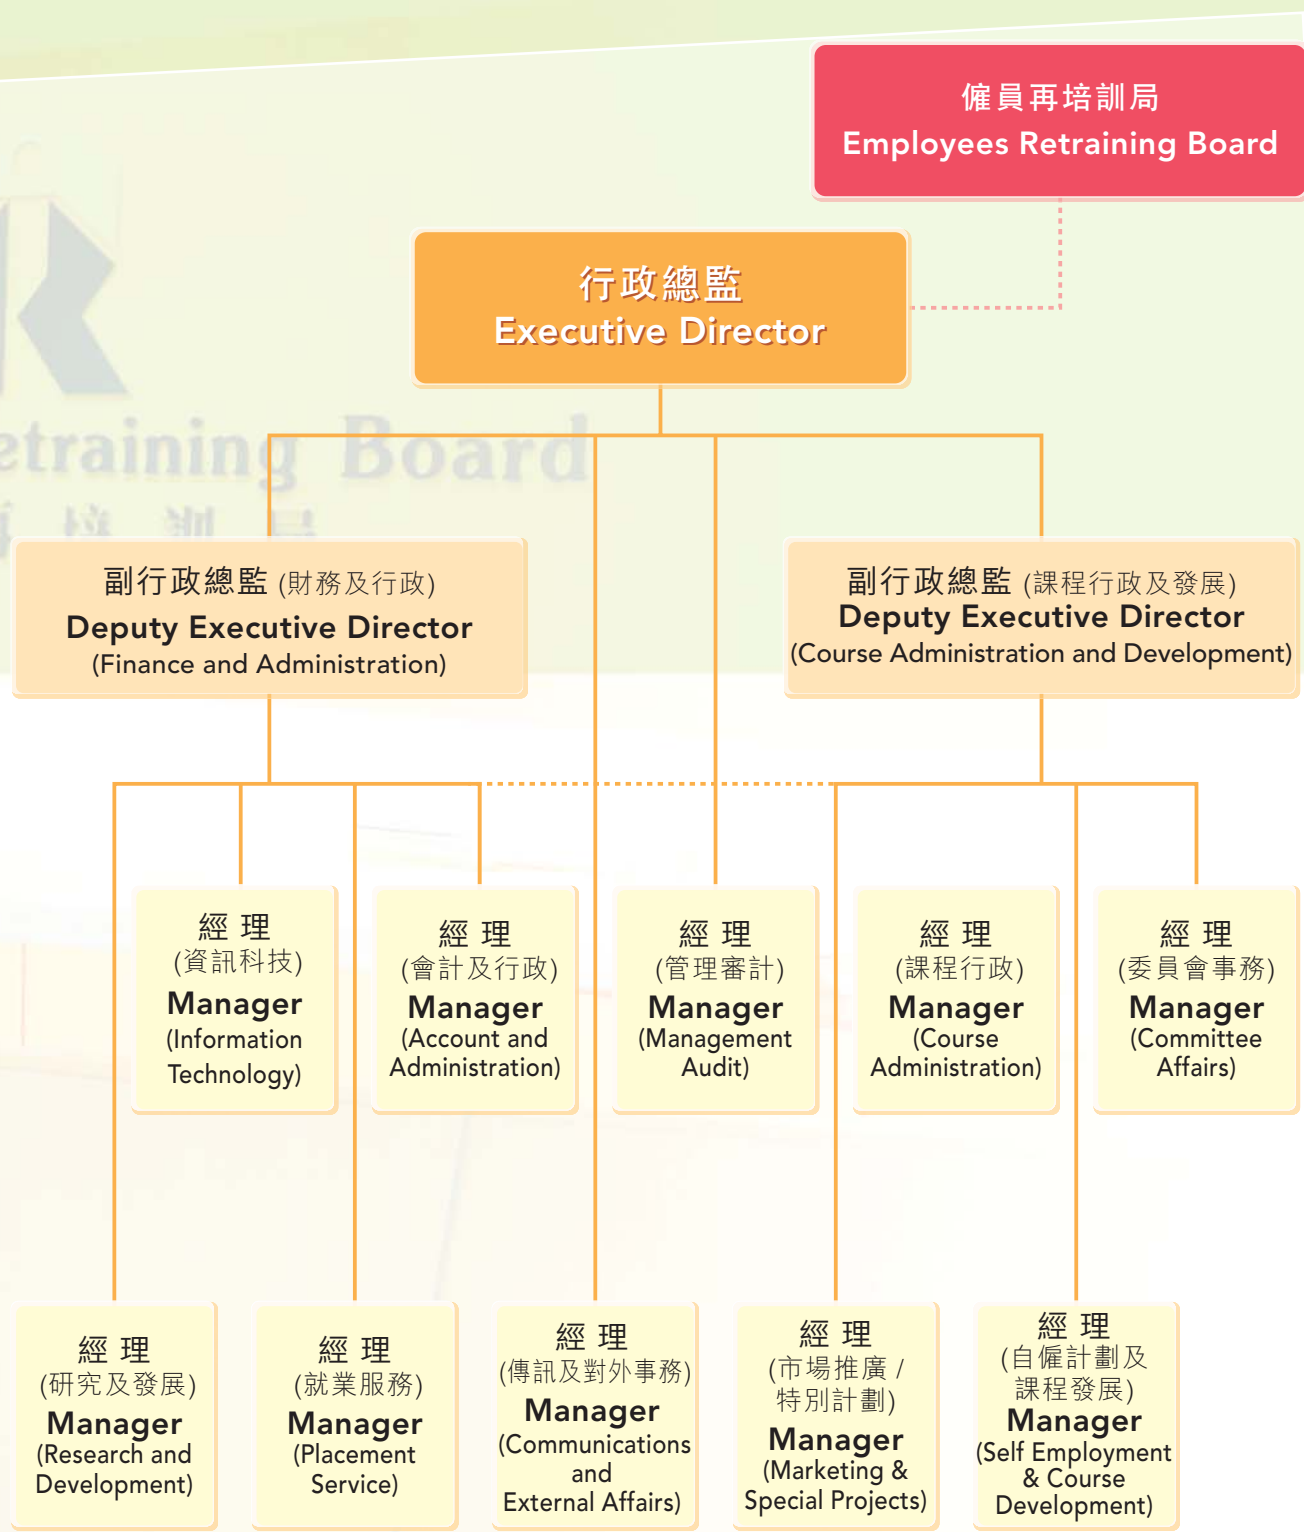 僱員再培訓局
Employees Retraining Board
行政總監
Executive Director
etraining Board
培訓局
副行政總監 (財務及行政)
Deputy Executive Director
(Finance and Administration)
副行政總監 (課程行政及發展)
Deputy Executive Director
(Course Administration and Development)
經 理
(資訊科技)
Manager
(Information
Technology)
經 理
(會計及行政)
Manager
(Account and
Administration)
經 理
(管理審計)
Manager
(Management
Audit)
經 理
(課程行政)
Manager
(Course
Administration)
經 理
(委員會事務)
Manager
(Committee
Affairs)
經 理
(研究及發展)
Manager
(Research and
Development)
經 理
(就業服務)
Manager
(Placement
Service)
經 理
(傳訊及對外事務)
Manager
(Communications
and
External Affairs)
經 理
(市場推廣 /
特別計劃)
Manager
(Marketing &
Special Projects)
經 理
(自僱計劃及
課程發展)
Manager
(Self Employment
& Course
Development)